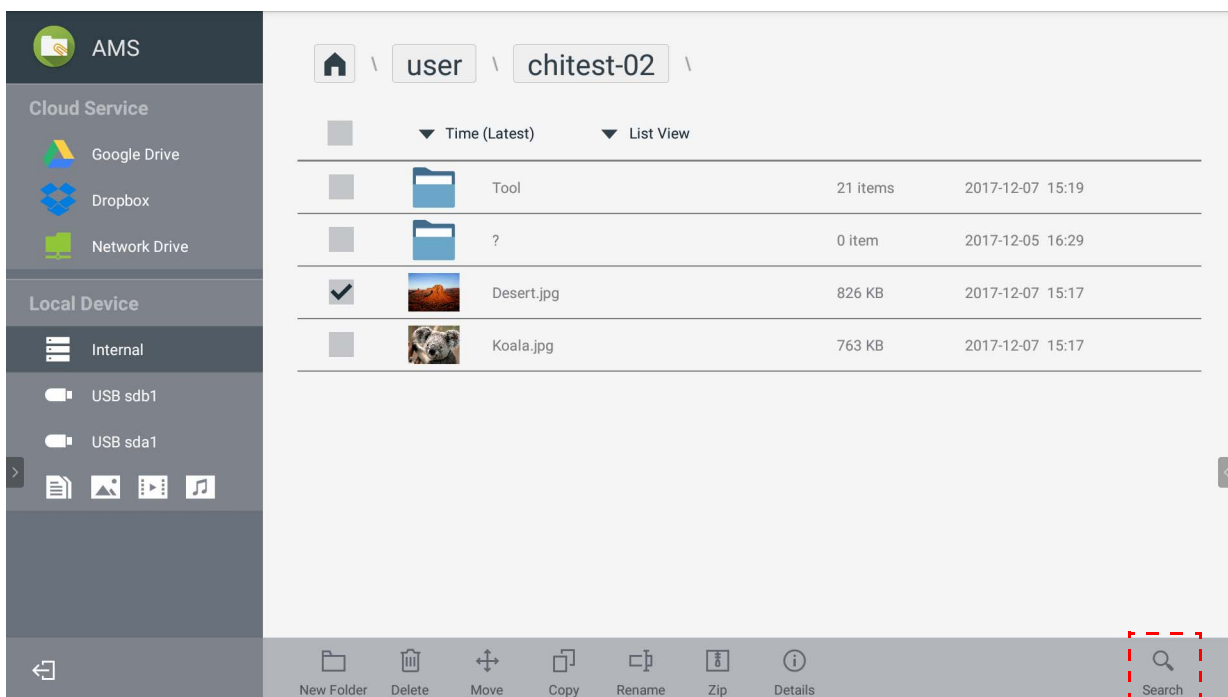 AMS
Cloud Service
Google Drive
Dropbox
Network Drive
Local Device
Internal
USB sdb1
USB sda1
\ user \ chitest-02 \
Time (Latest) List View
Tool 21 items 2017-12-07 15:19
? 0 item 2017-12-05 16:29
Desert.jpg 826 KB 2017-12-07 15:17
Koala.jpg 763 KB 2017-12-07 15:17
New Folder Delete Move Copy Rename Zip Details Search